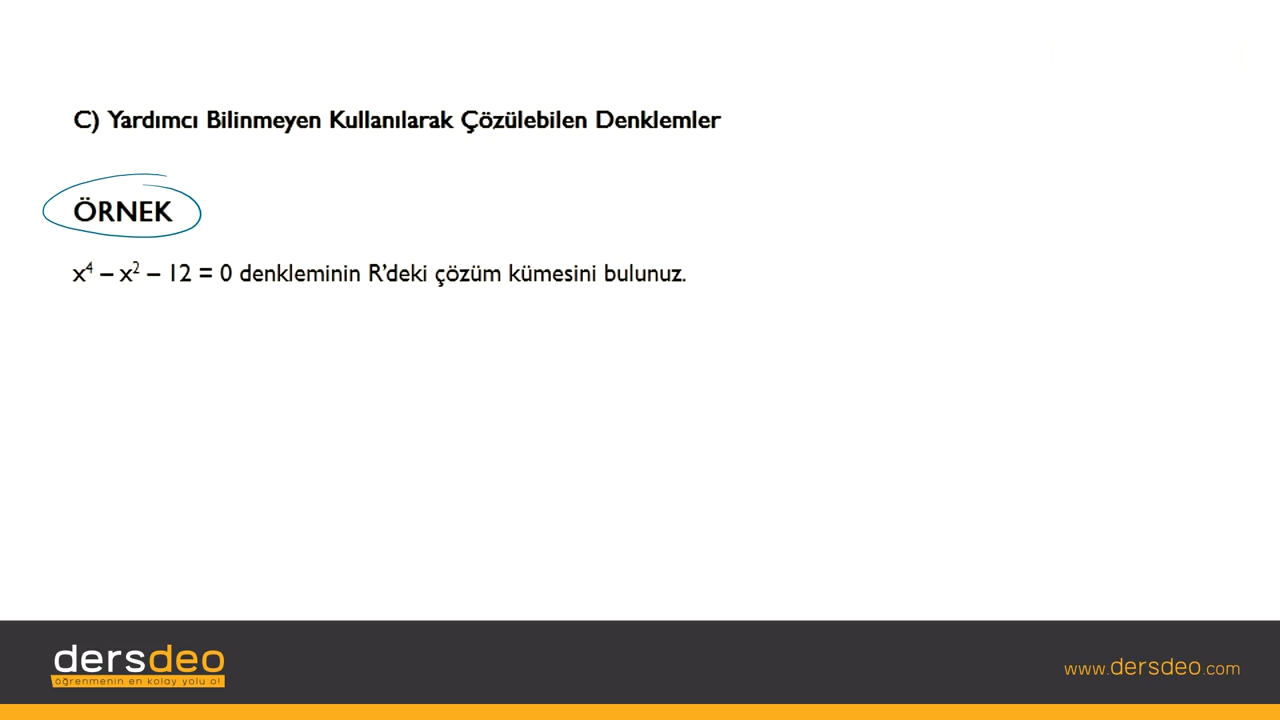 C) Yardımcı Bilinmeyen Kullanılarak Çözülebilen Denklemler
ÖRNEK
x⁴ – x² – 12 = 0 denkleminin R’deki çözüm kümesini bulunuz.
dersdeo
öğrenmenin en kolay yolu o!
www.dersdeo.com